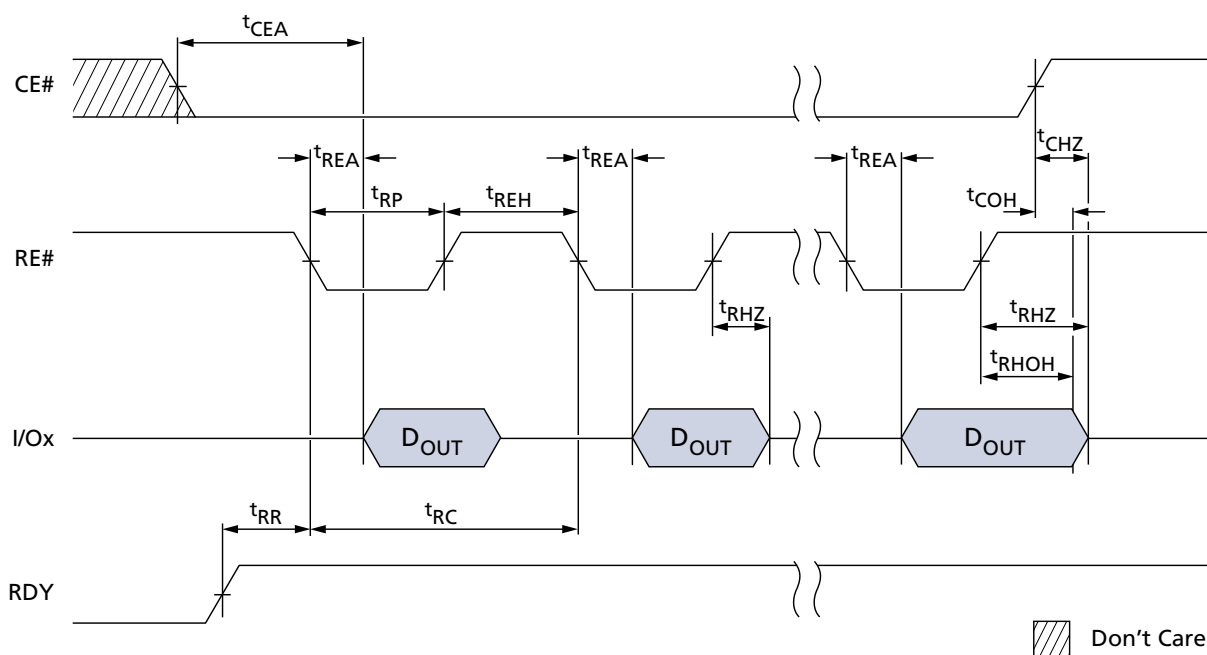 tCEA
CE#
tCHZ
tREA tREA tREA
tRP tREH tCOH
RE#
tRHZ tRHZ
tRHOH
I/Ox DOUT DOUT DOUT
tRR tRC
RDY
Don't Care